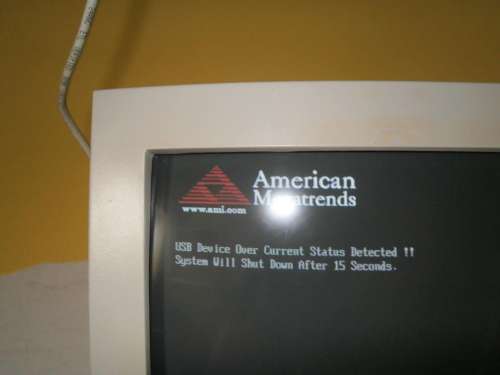 American
Megatrends
www.ami.com
USB Device Over Current Status Detected !!
System Will Shut Down After 15 Seconds.